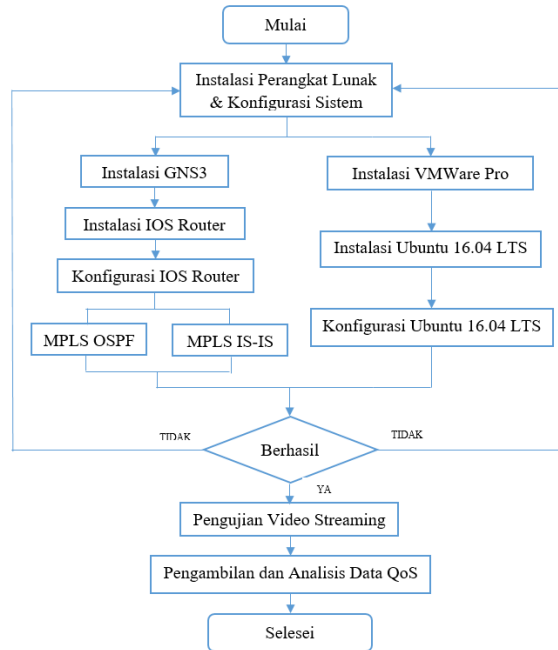 Mulai
Instalasi Perangkat Lunak
& Konfigurasi Sistem
Instalasi GNS3
Instalasi VMWare Pro
Instalasi IOS Router
Instalasi Ubuntu 16.04 LTS
Konfigurasi IOS Router
Konfigurasi Ubuntu 16.04 LTS
MPLS OSPF
MPLS IS-IS
TIDAK
Berhasil
TIDAK
YA
Pengujian Video Streaming
Pengambilan dan Analisis Data QoS
Selesei